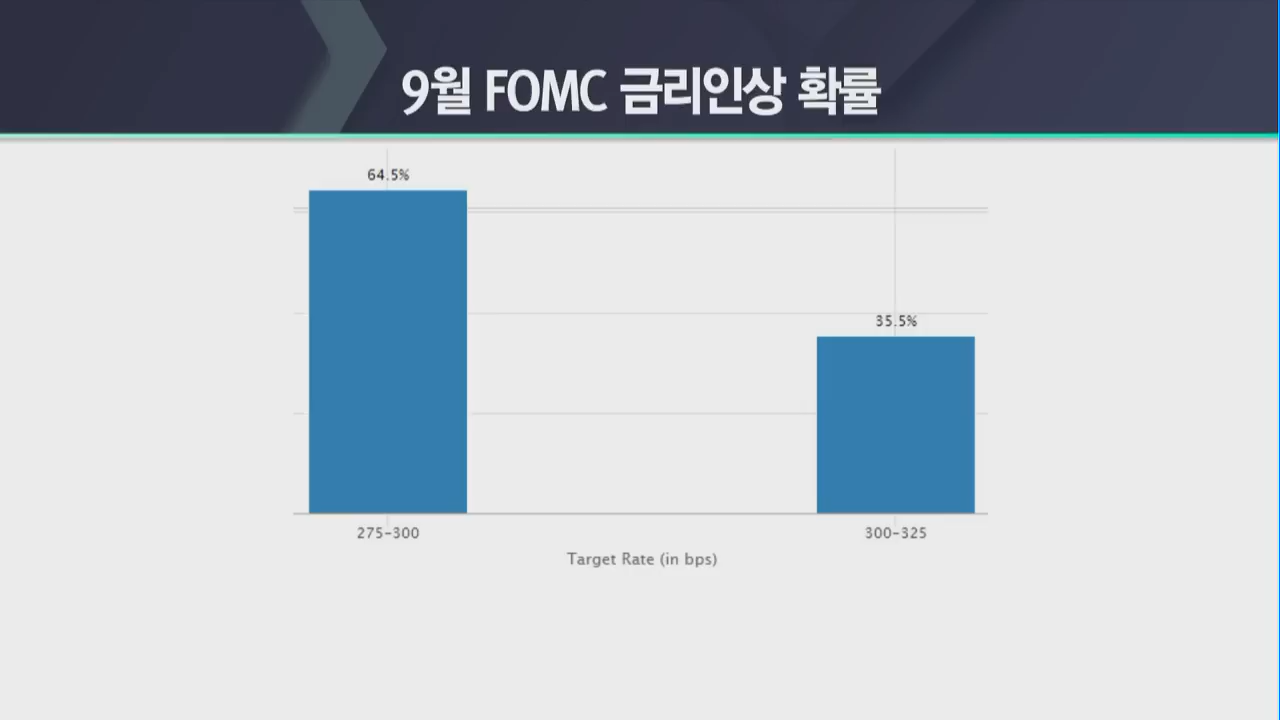 9월 FOMC 금리인상 확률
64.5%
35.5%
275-300
300-325
Target Rate (in bps)